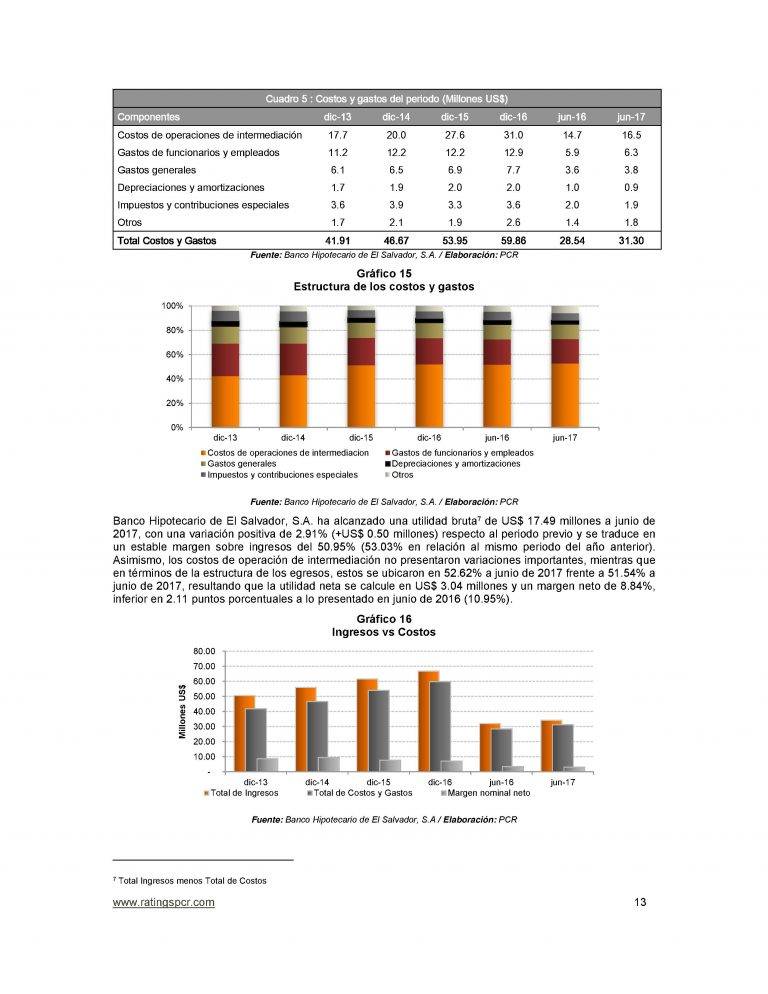 Cuadro 5 : Costos y gastos del periodo (Millones US$)
Componentes dic-13 dic-14 dic-15 dic-16 jun-16 jun-17
Costos de operaciones de intermediación 17.7 20.0 27.6 31.0 14.7 16.5
Gastos de funcionarios y empleados 11.2 12.2 12.2 12.9 5.9 6.3
Gastos generales 6.1 6.5 6.9 7.7 3.6 3.8
Depreciaciones y amortizaciones 1.7 1.9 2.0 2.0 1.0 0.9
Impuestos y contribuciones especiales 3.6 3.9 3.3 3.6 2.0 1.9
Otros 1.7 2.1 1.9 2.6 1.4 1.8
Total Costos y Gastos 41.91 46.67 53.95 59.86 28.54 31.30
Fuente: Banco Hipotecario de El Salvador, S.A. / Elaboración: PCR
Gráfico 15
Estructura de los costos y gastos
100%
80%
60%
40%
20%
0%
dic-13 dic-14 dic-15 dic-16 jun-16 jun-17
Costos de operaciones de intermediacion Gastos de funcionarios y empleados
Gastos generales Depreciaciones y amortizaciones
Impuestos y contribuciones especiales Otros
Fuente: Banco Hipotecario de El Salvador, S.A. / Elaboración: PCR
Banco Hipotecario de El Salvador, S.A. ha alcanzado una utilidad bruta7 de US$ 17.49 millones a junio de
2017, con una variación positiva de 2.91% (+US$ 0.50 millones) respecto al periodo previo y se traduce en
un estable margen sobre ingresos del 50.95% (53.03% en relación al mismo periodo del año anterior).
Asimismo, los costos de operación de intermediación no presentaron variaciones importantes, mientras que
en términos de la estructura de los egresos, estos se ubicaron en 52.62% a junio de 2017 frente a 51.54% a
junio de 2017, resultando que la utilidad neta se calcule en US$ 3.04 millones y un margen neto de 8.84%,
inferior en 2.11 puntos porcentuales a lo presentado en junio de 2016 (10.95%).
Gráfico 16
Ingresos vs Costos
Millones US$
80.00
70.00
60.00
50.00
40.00
30.00
20.00
10.00
-
dic-13 dic-14 dic-15 dic-16 jun-16 jun-17
Total de Ingresos Total de Costos y Gastos Margen nominal neto
Fuente: Banco Hipotecario de El Salvador, S.A / Elaboración: PCR
7 Total Ingresos menos Total de Costos
www.ratingspcr.com 13